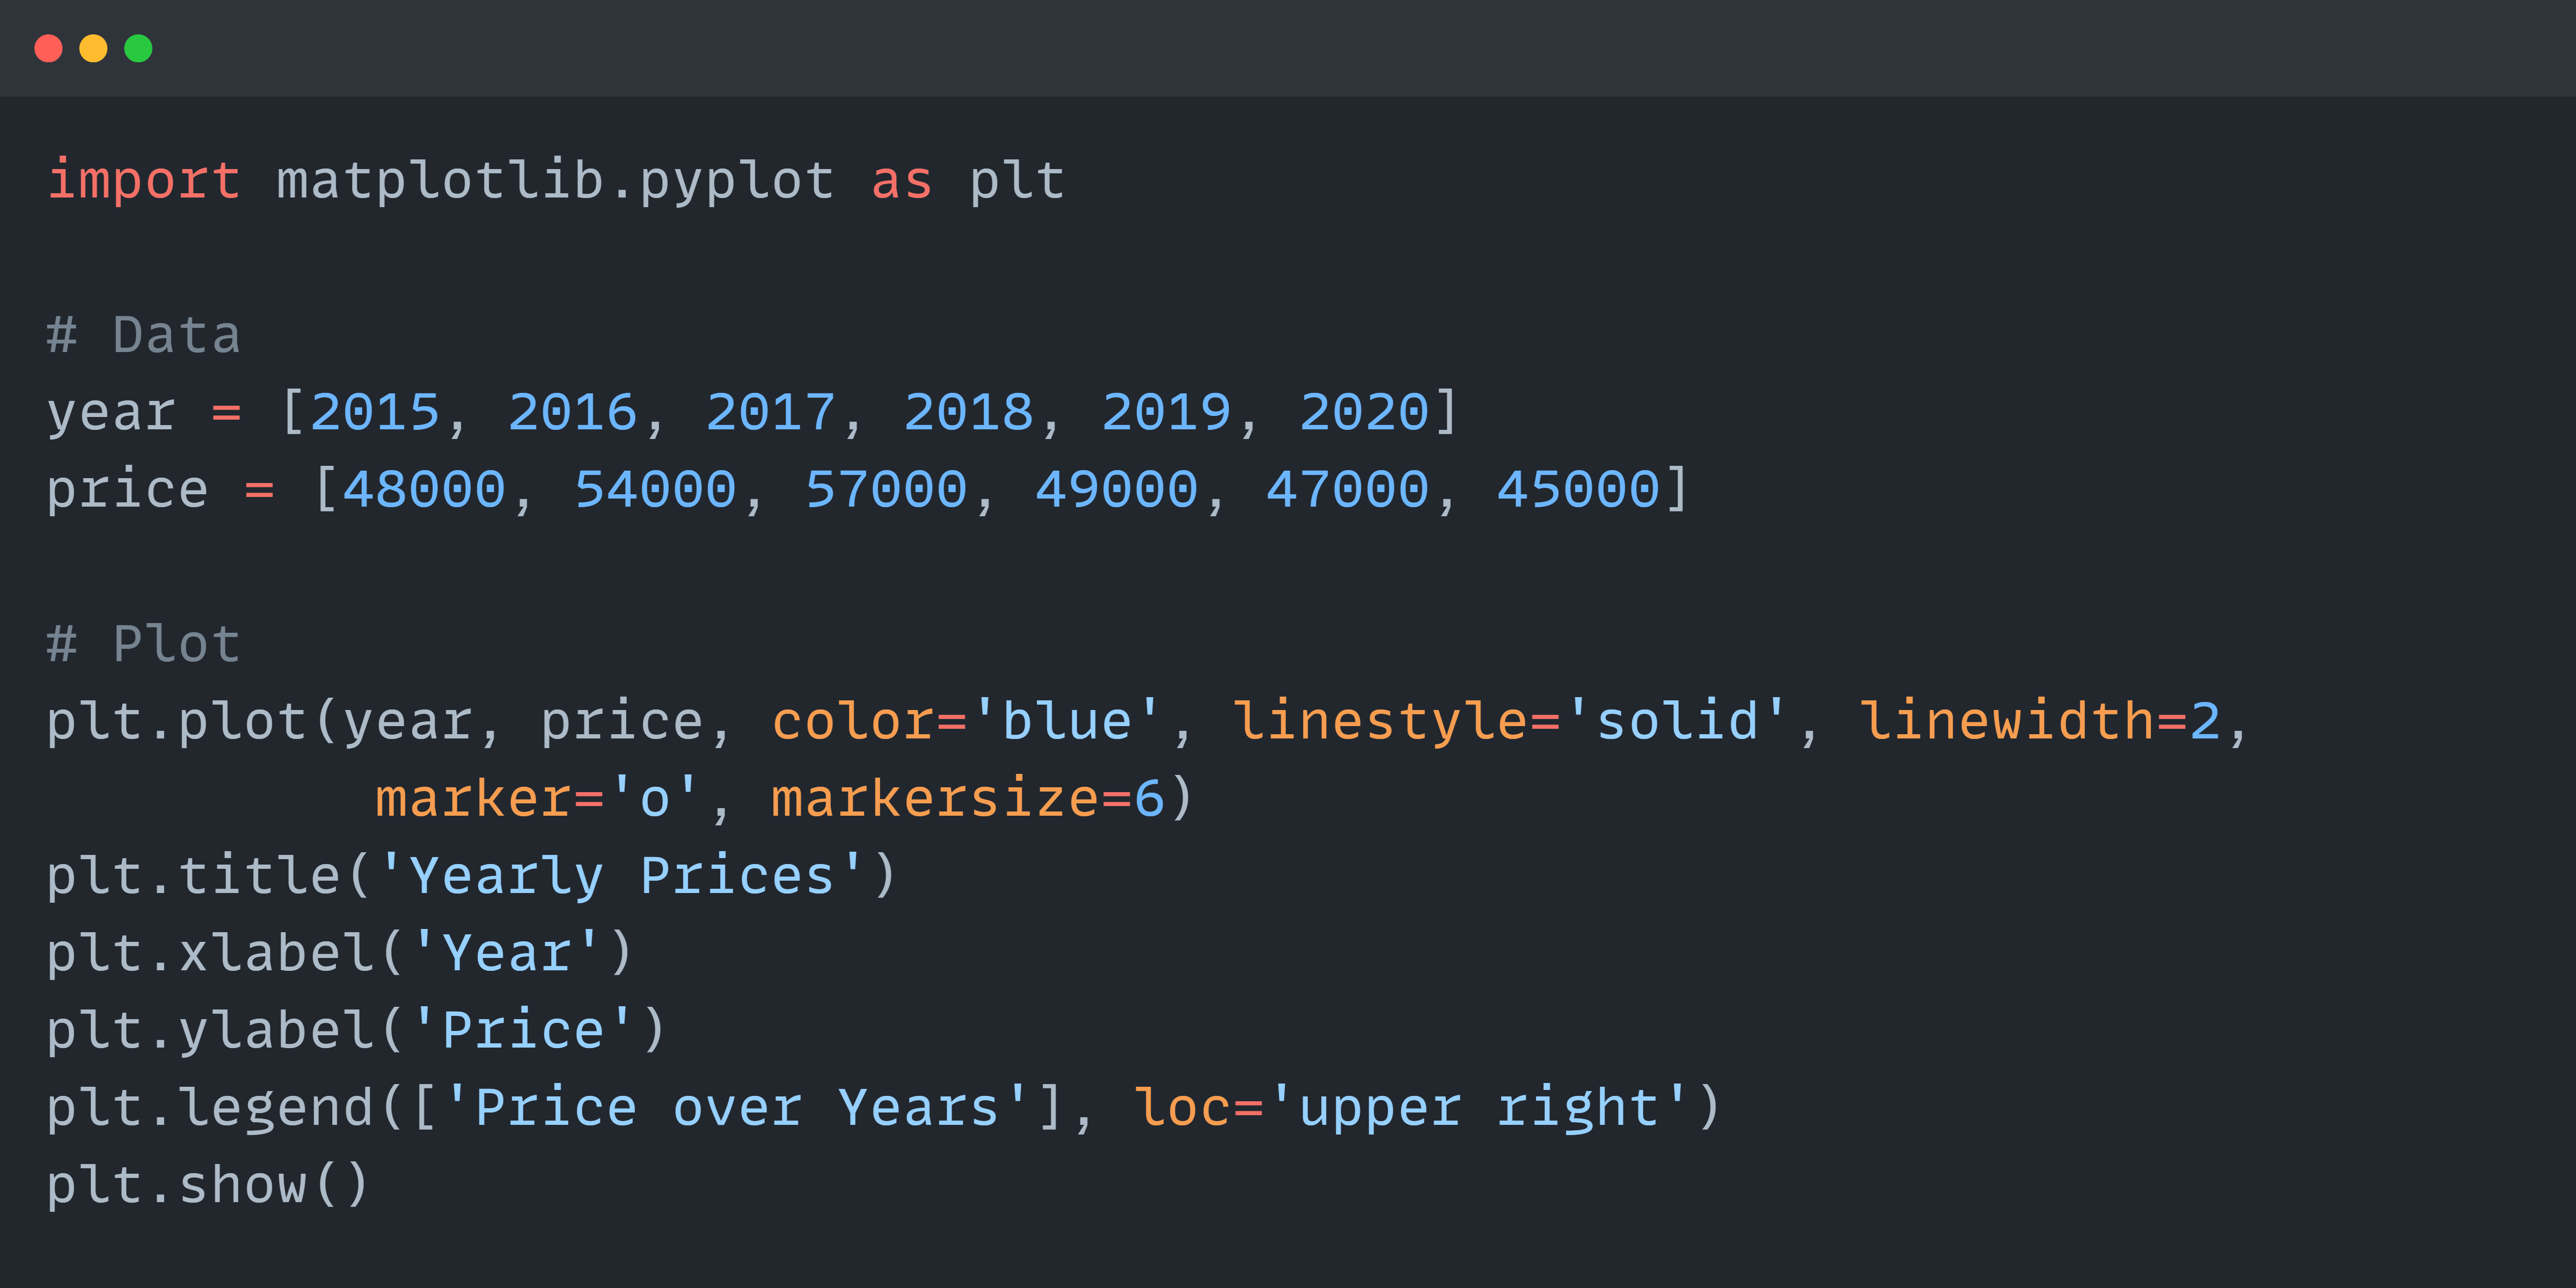 import matplotlib.pyplot as plt

# Data
year = [2015, 2016, 2017, 2018, 2019, 2020]
price = [48000, 54000, 57000, 49000, 47000, 45000]

# Plot
plt.plot(year, price, color='blue', linestyle='solid', linewidth=2,
          marker='o', markersize=6)
plt.title('Yearly Prices')
plt.xlabel('Year')
plt.ylabel('Price')
plt.legend(['Price over Years'], loc='upper right')
plt.show()